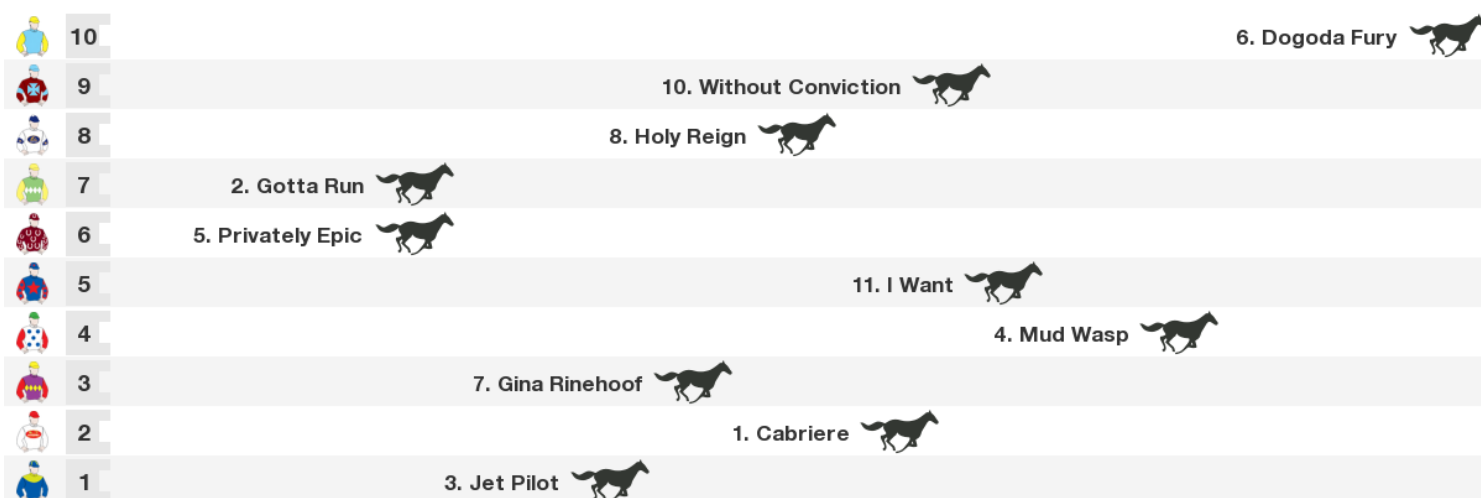 10 6. Dogoda Fury
9 10. Without Conviction
8 8. Holy Reign
7 2. Gotta Run
6 5. Privately Epic
5 11. I Want
4 4. Mud Wasp
3 7. Gina Rinehoof
2 1. Cabriere
1 3. Jet Pilot